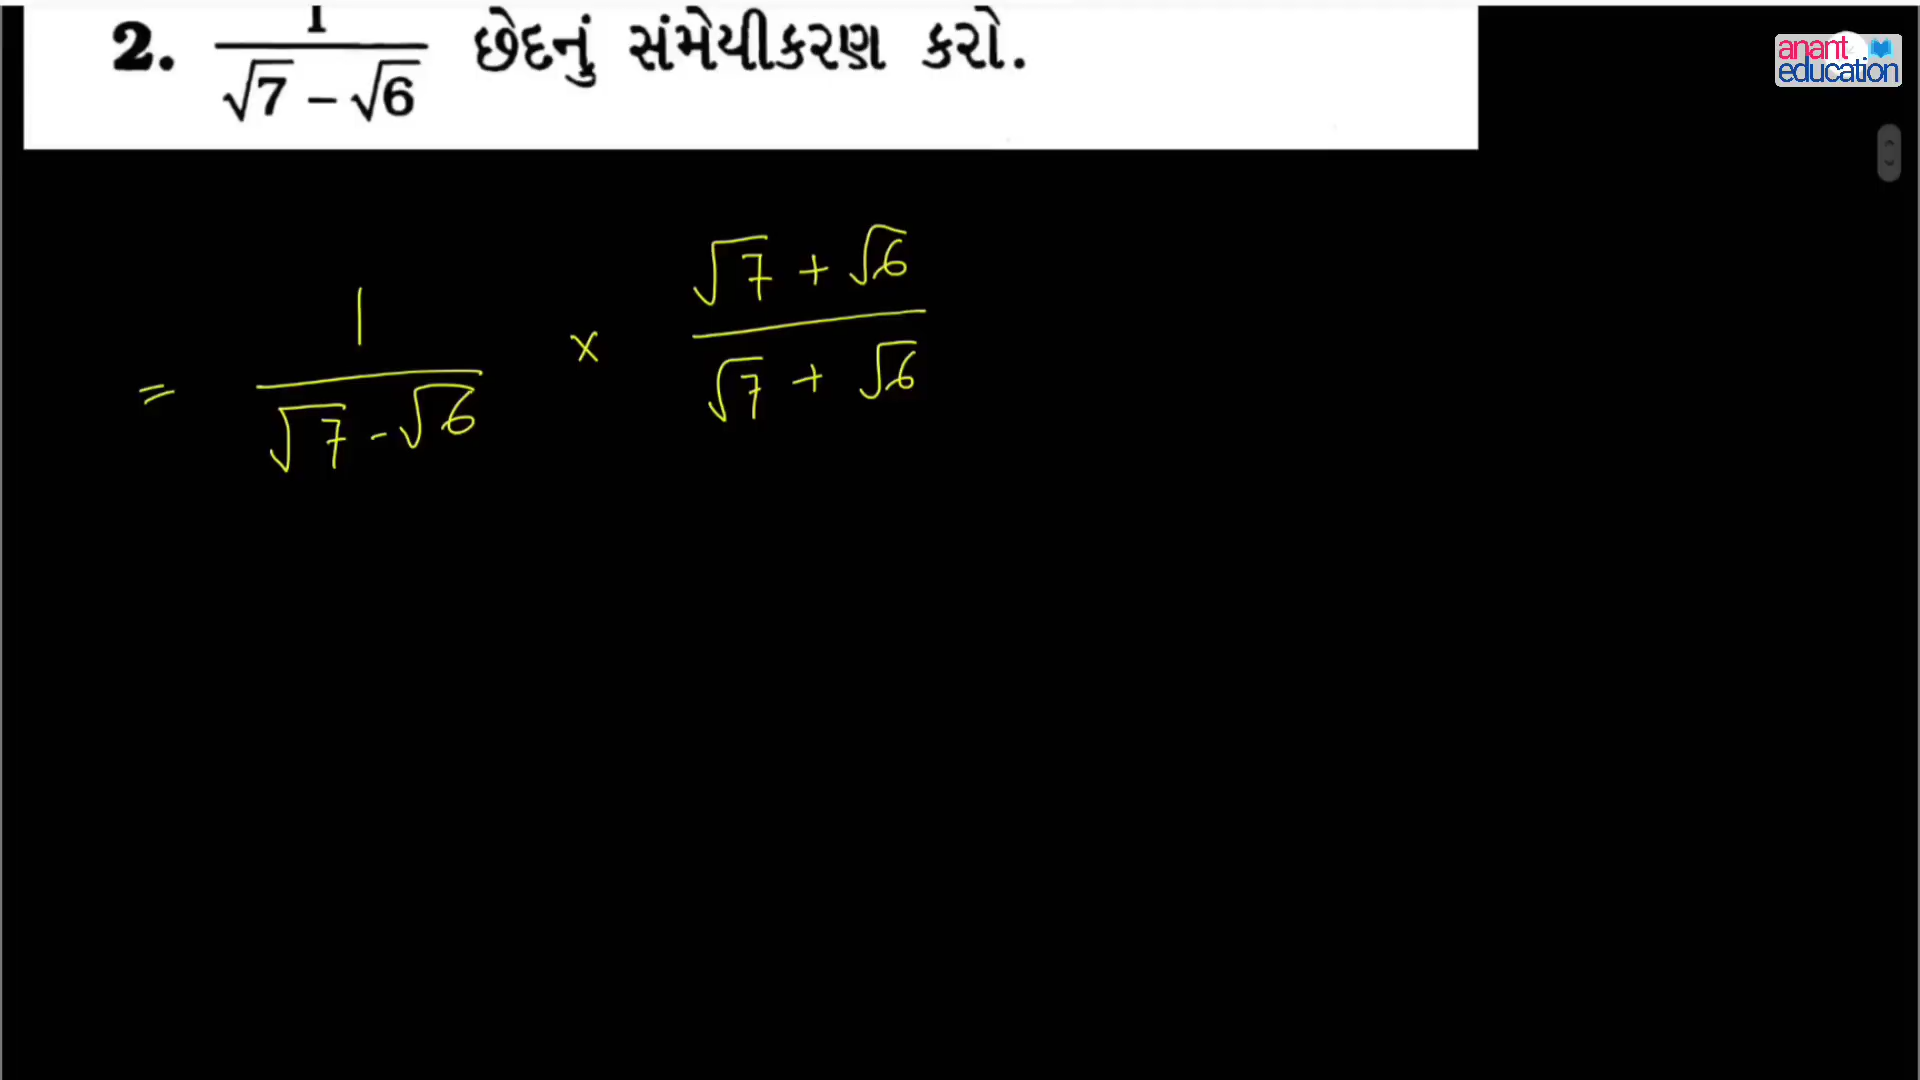 2. 1/(√7 − √6) છેદનું સંમેયીકરણ કરો.
anant
education
= 1/(√7 - √6) × (√7 + √6)/(√7 + √6)